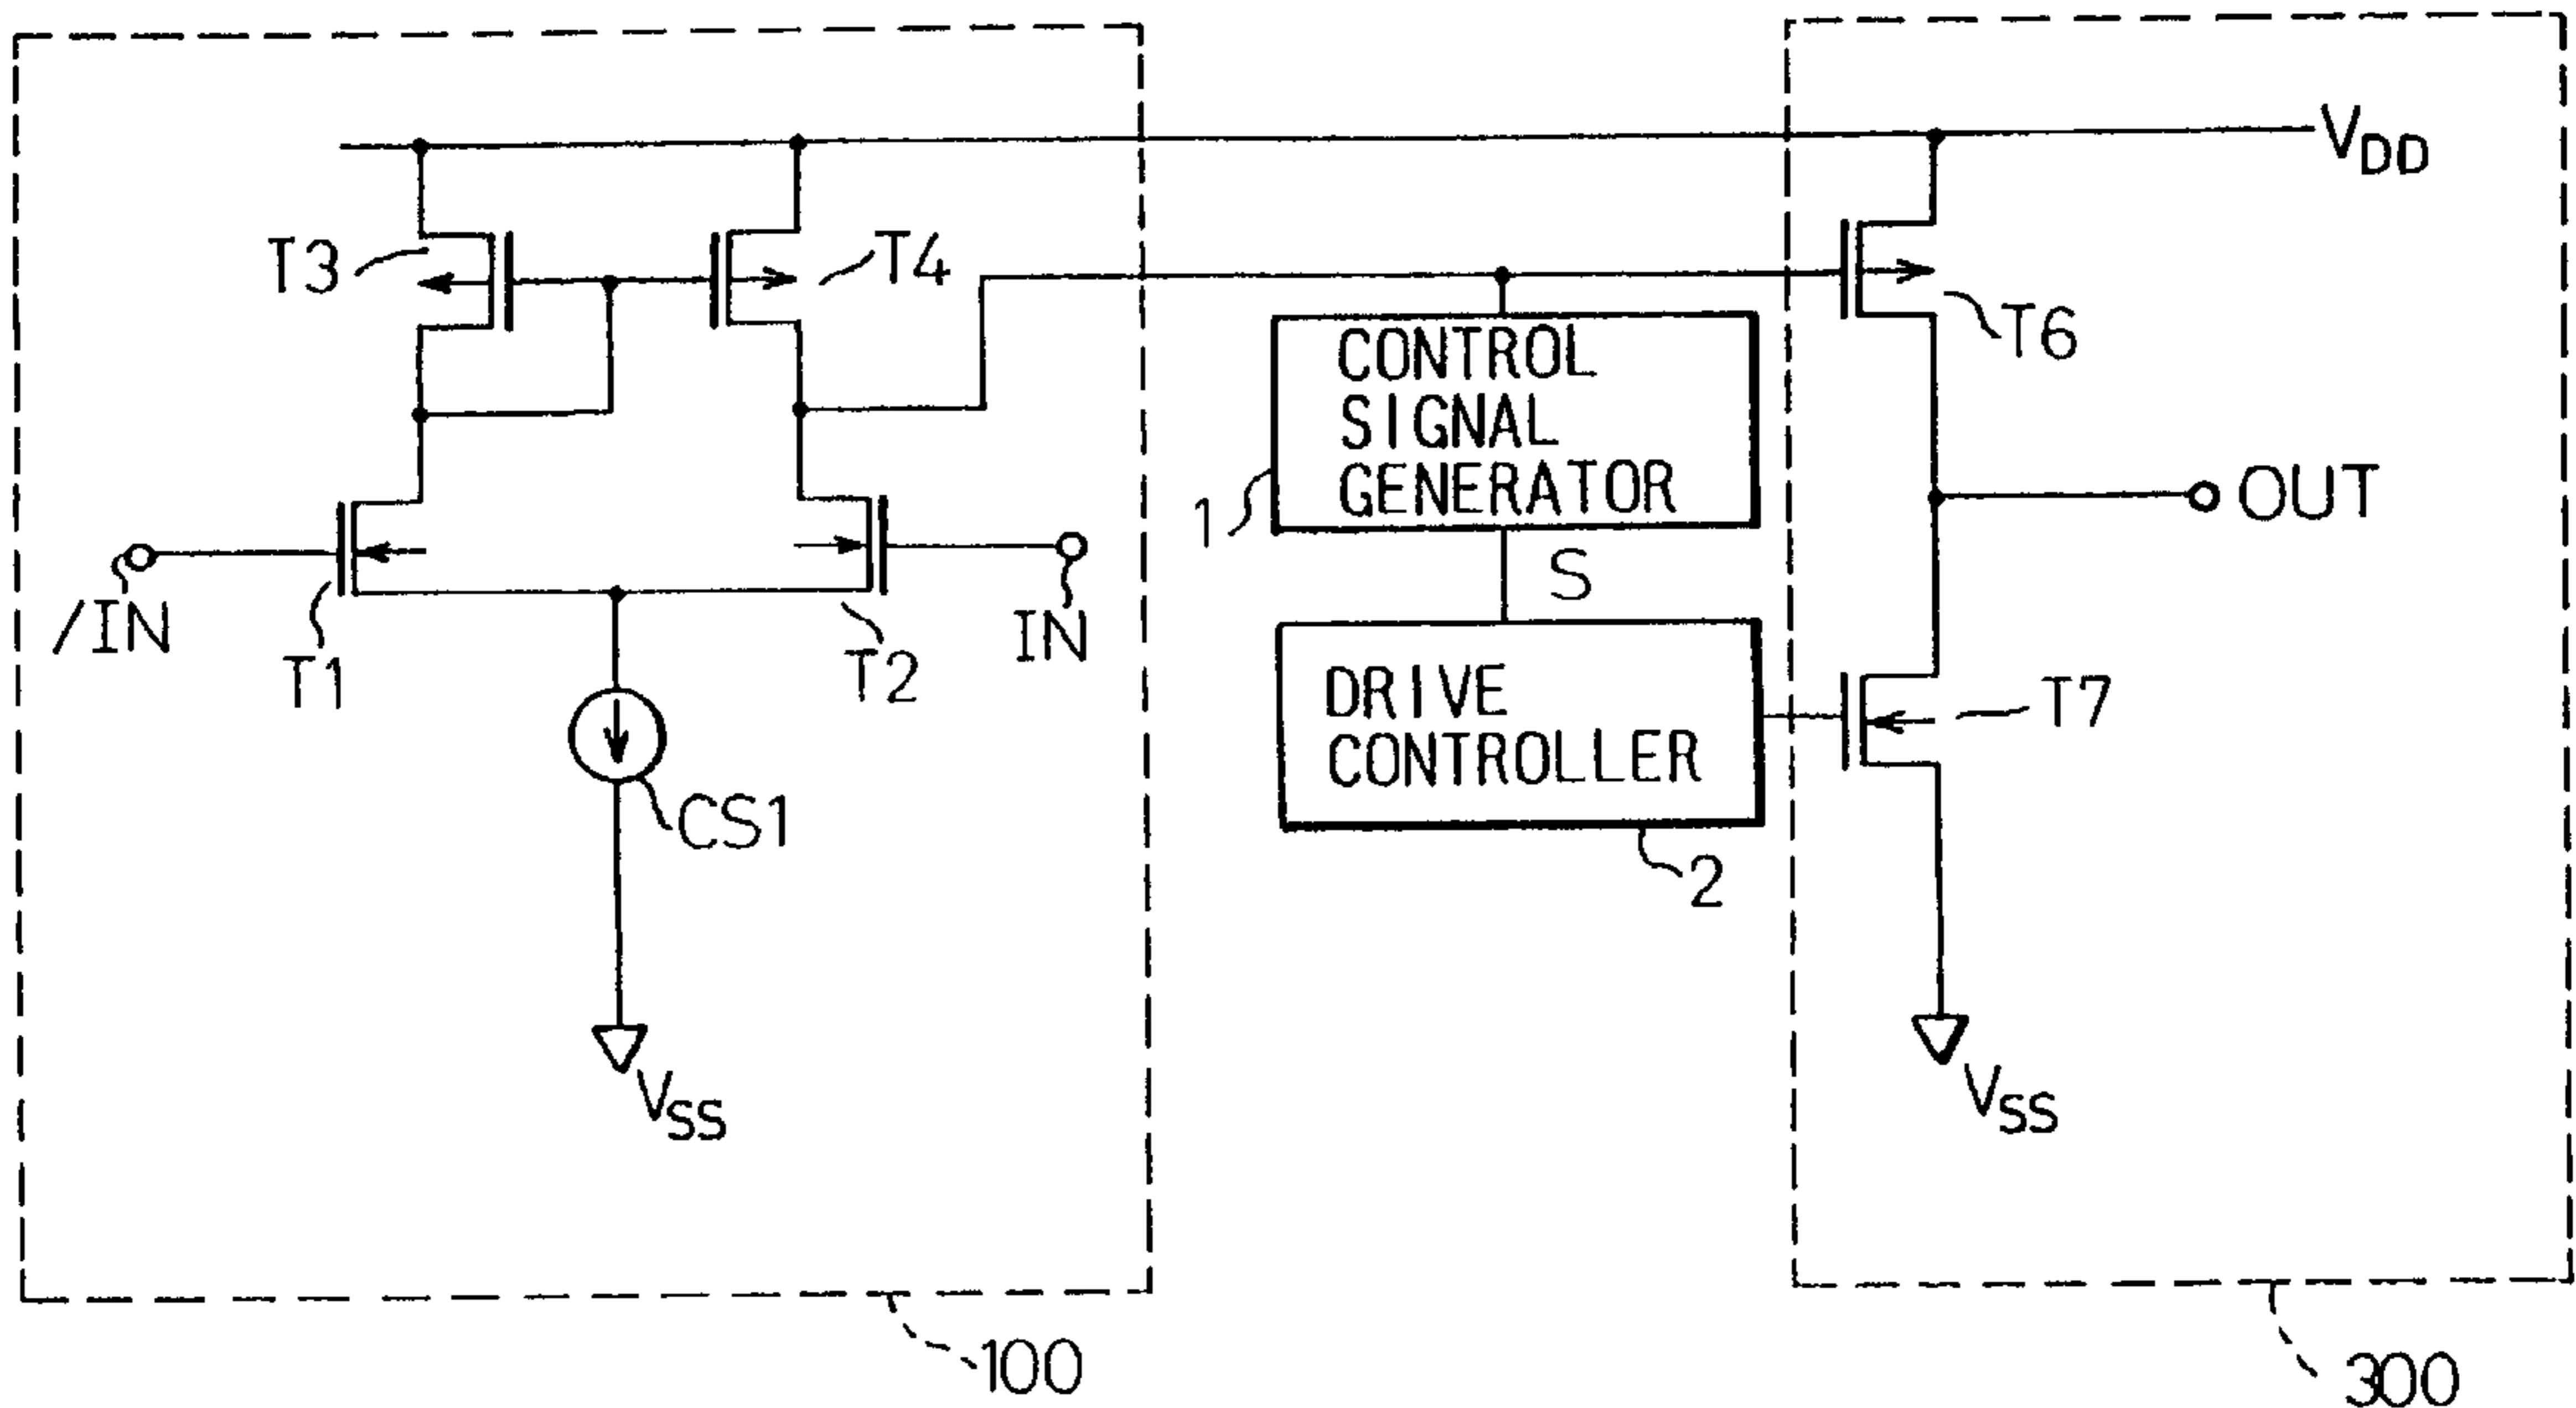 VDD
T3
T4
T6
CONTROL
SIGNAL
GENERATOR
1
OUT
/IN
T1
T2
IN
S
DRIVE
CONTROLLER
T7
CS1
2
VSS
VSS
100
300